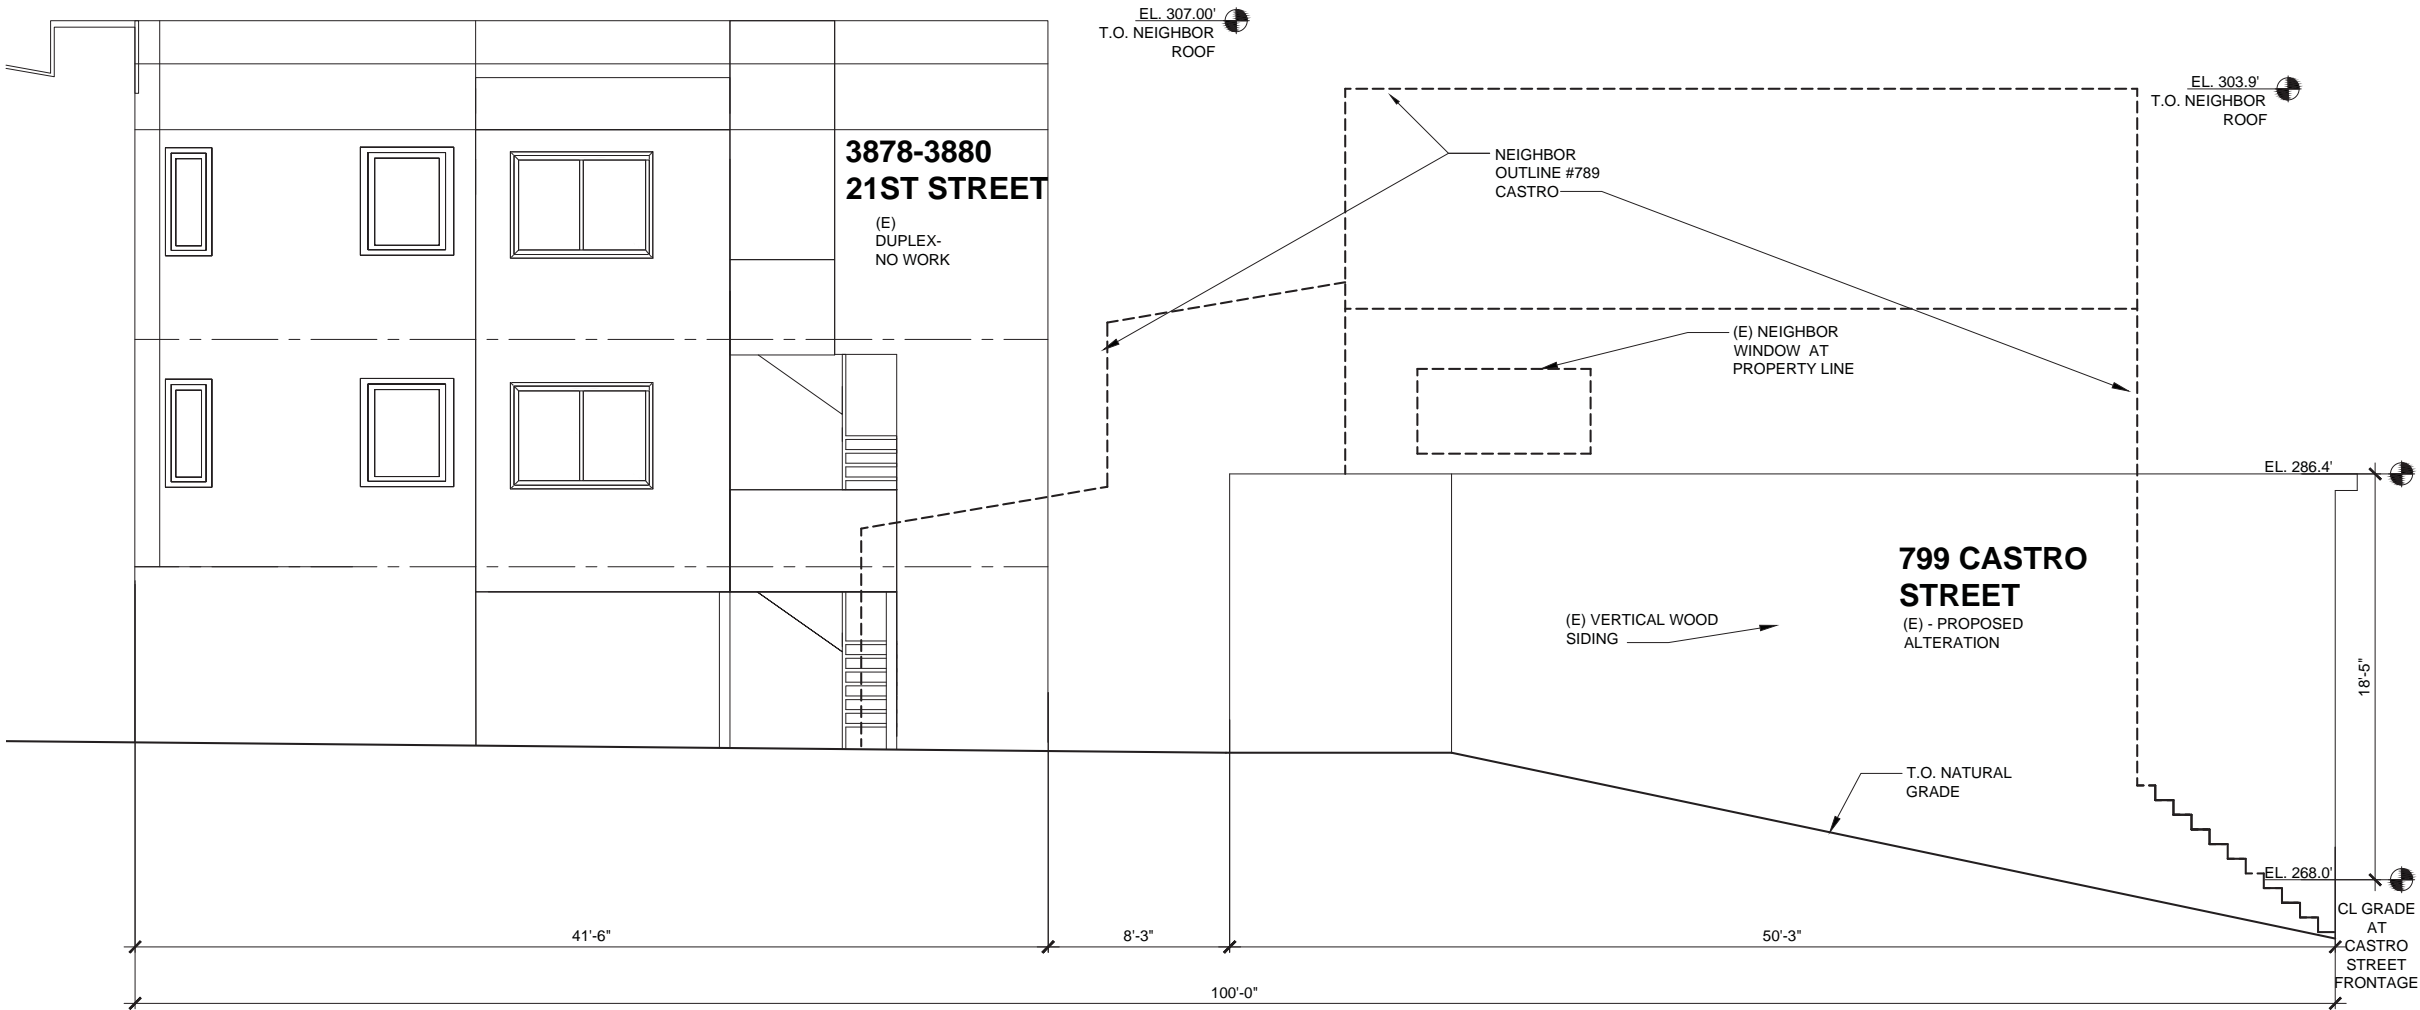 EL. 307.00'
T.O. NEIGHBOR
ROOF
EL. 303.9'
T.O. NEIGHBOR
ROOF
3878-3880
21ST STREET
(E)
DUPLEX-
NO WORK
NEIGHBOR
OUTLINE #789
CASTRO
(E) NEIGHBOR
WINDOW AT
PROPERTY LINE
EL. 286.4'
799 CASTRO
STREET
(E) - PROPOSED
ALTERATION
(E) VERTICAL WOOD
SIDING
18'-5"
T.O. NATURAL
GRADE
EL. 268.0'
CL GRADE
AT
CASTRO
STREET
FRONTAGE
41'-6"
8'-3"
50'-3"
100'-0"